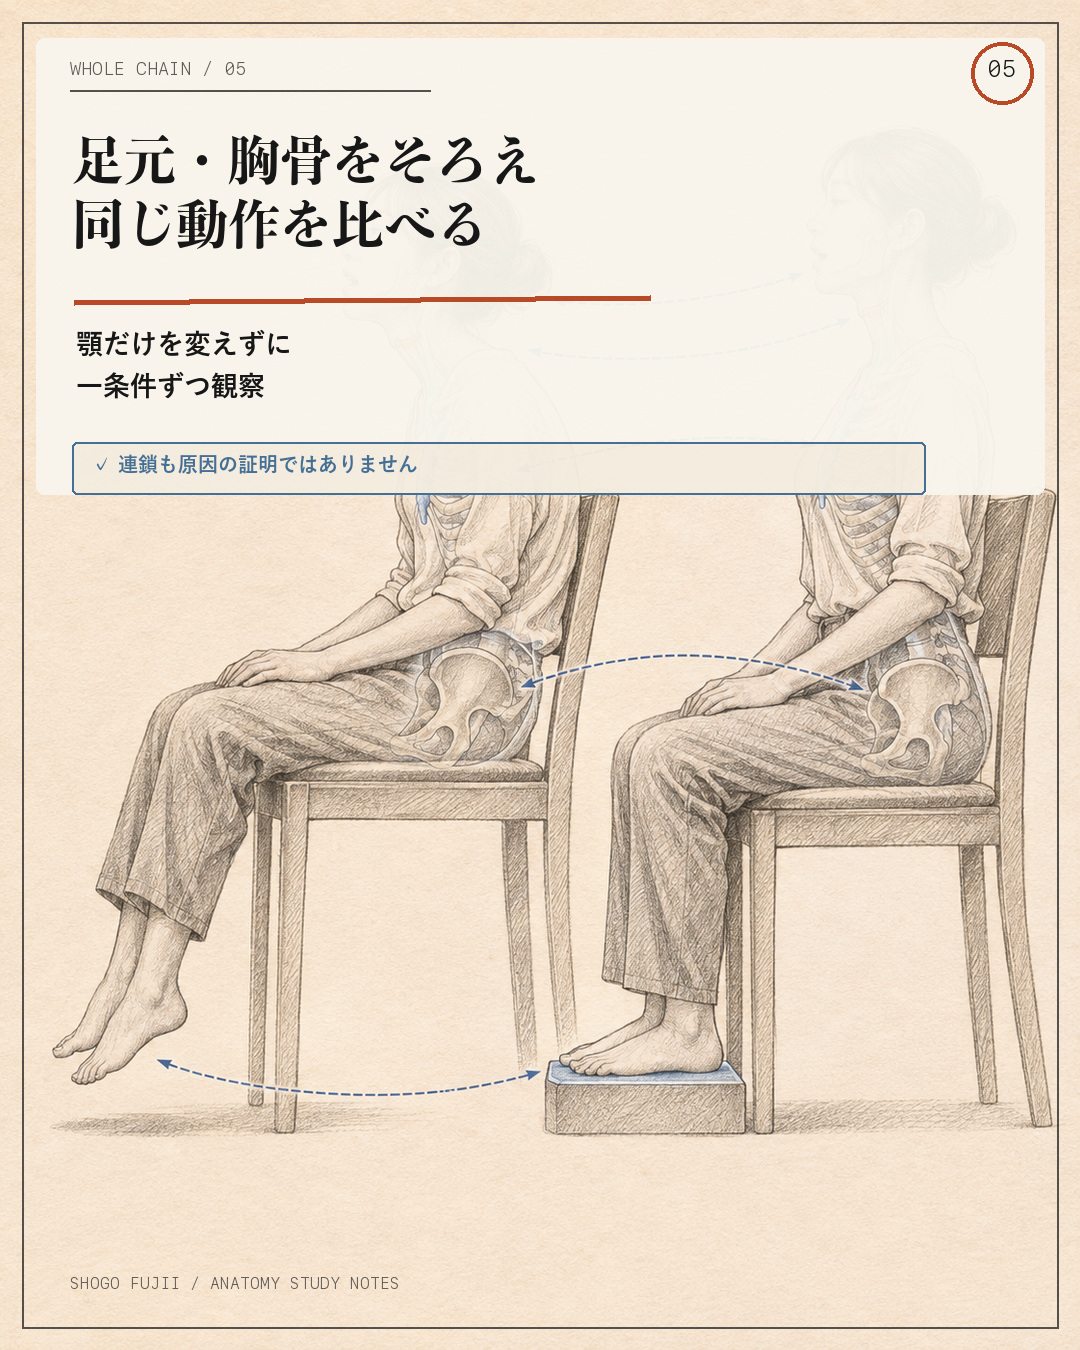 WHOLE CHAIN / 05
05
足元・胸骨をそろえ
同じ動作を比べる
顎だけを変えずに
一条件ずつ観察
✓ 連鎖も原因の証明ではありません
SHOGO FUJII / ANATOMY STUDY NOTES